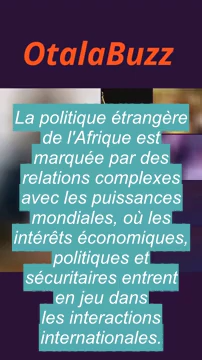 OtalaBuzz
La politique étrangère
de l'Afrique est
marquée par des
relations complexes
avec les puissances
mondiales, où les
intérêts économiques,
politiques et
sécuritaires entrent
en jeu dans
les interactions
internationales.